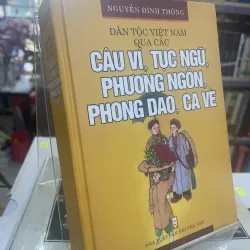 NGUYỄN ĐÌNH THÔNG
DÂN TỘC VIỆT NAM
QUA CÁC
CÂU VÍ, TỤC NGỮ,
PHƯƠNG NGÔN,
PHONG DAO, CA VÈ